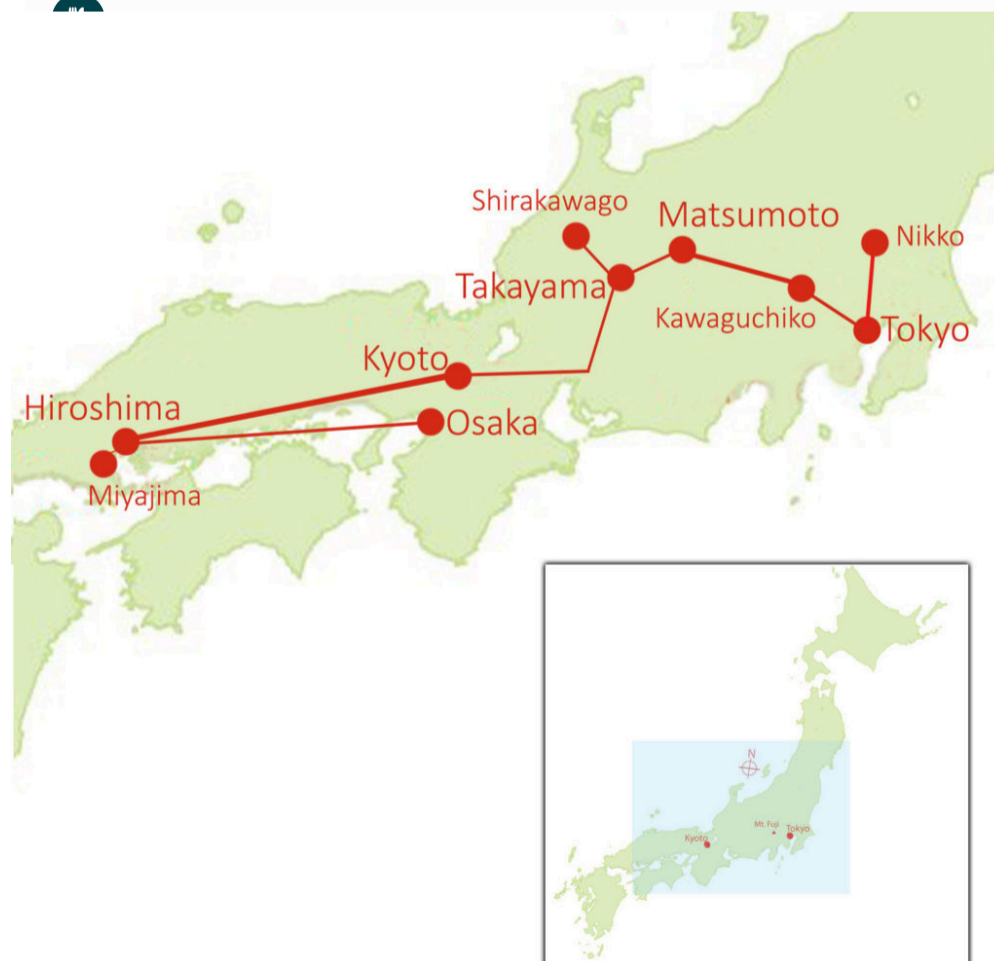 Shirakawago
Matsumoto
Nikko
Takayama
Kawaguchiko
Tokyo
Kyoto
Hiroshima
Osaka
Miyajima
N
Mt. Fuji
Tokyo
Kyoto